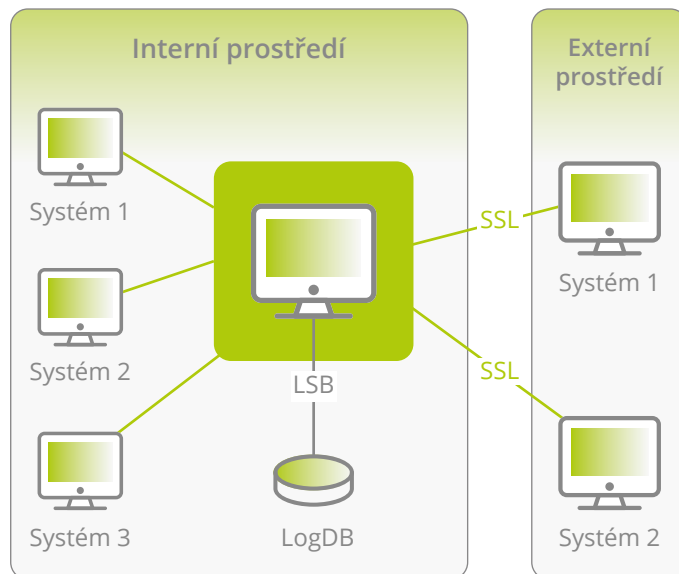 Interní prostředí
Externí
prostředí
Systém 1
Systém 2
Systém 3
LSB
LogDB
SSL
SSL
Systém 1
Systém 2